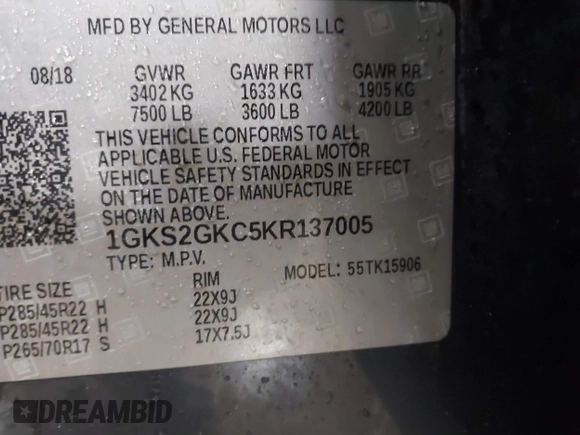 MFD BY GENERAL MOTORS LLC
08/18 GVWR GAWR FRT GAWR RR
3402 KG 1633 KG 1905 KG
7500 LB 3600 LB 4200 LB
THIS VEHICLE CONFORMS TO ALL
APPLICABLE U.S. FEDERAL MOTOR
VEHICLE SAFETY STANDARDS IN EFFECT
ON THE DATE OF MANUFACTURE
SHOWN ABOVE.
1GKS2GKC5KR137005
TYPE: M.P.V. MODEL: 55TK15906
TIRE SIZE RIM
P285/45R22 H 22X9J
P285/45R22 H 22X9J
P265/70R17 S 17X7.5J
DREAMBID